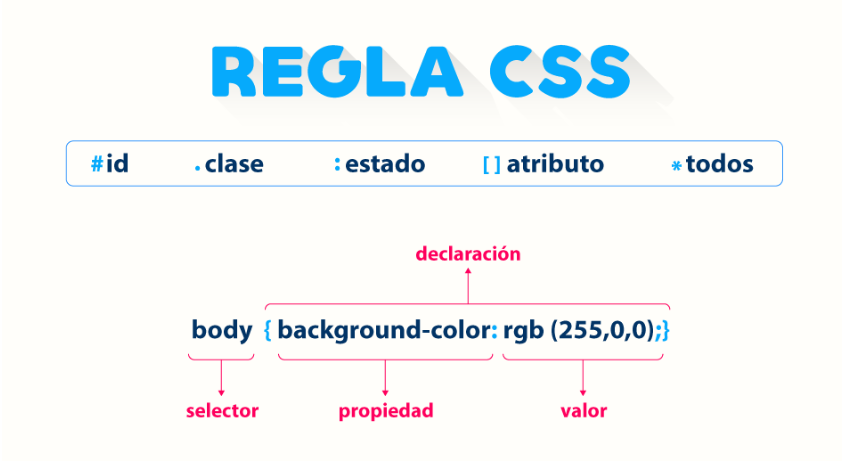 REGLA CSS
#id .clase :estado []atributo *todos
declaración
body { background-color: rgb (255,0,0);}
selector propiedad valor